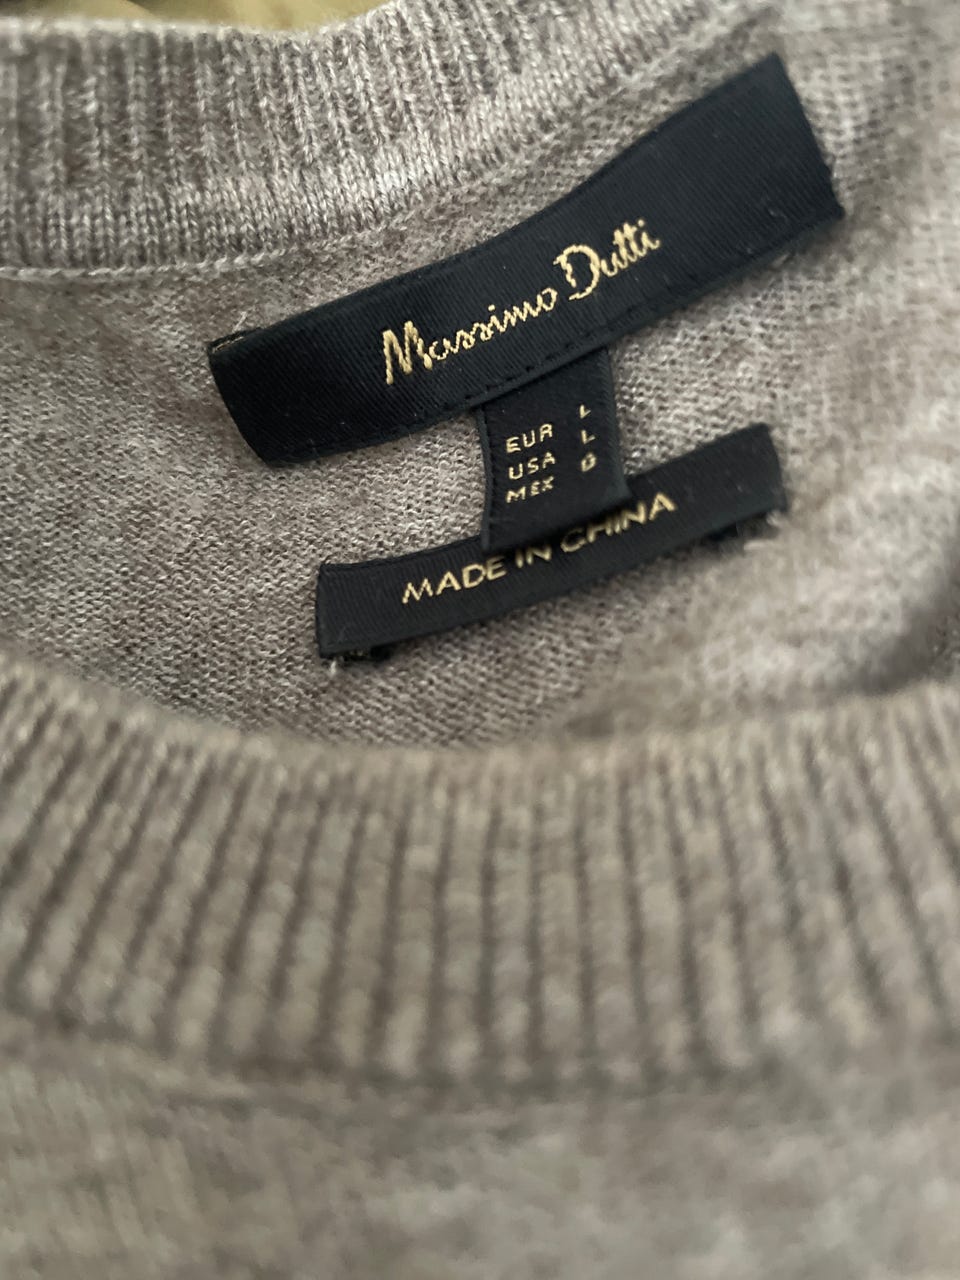 Massimo Dutti
EUR L
USA L
MEX G
MADE IN CHINA